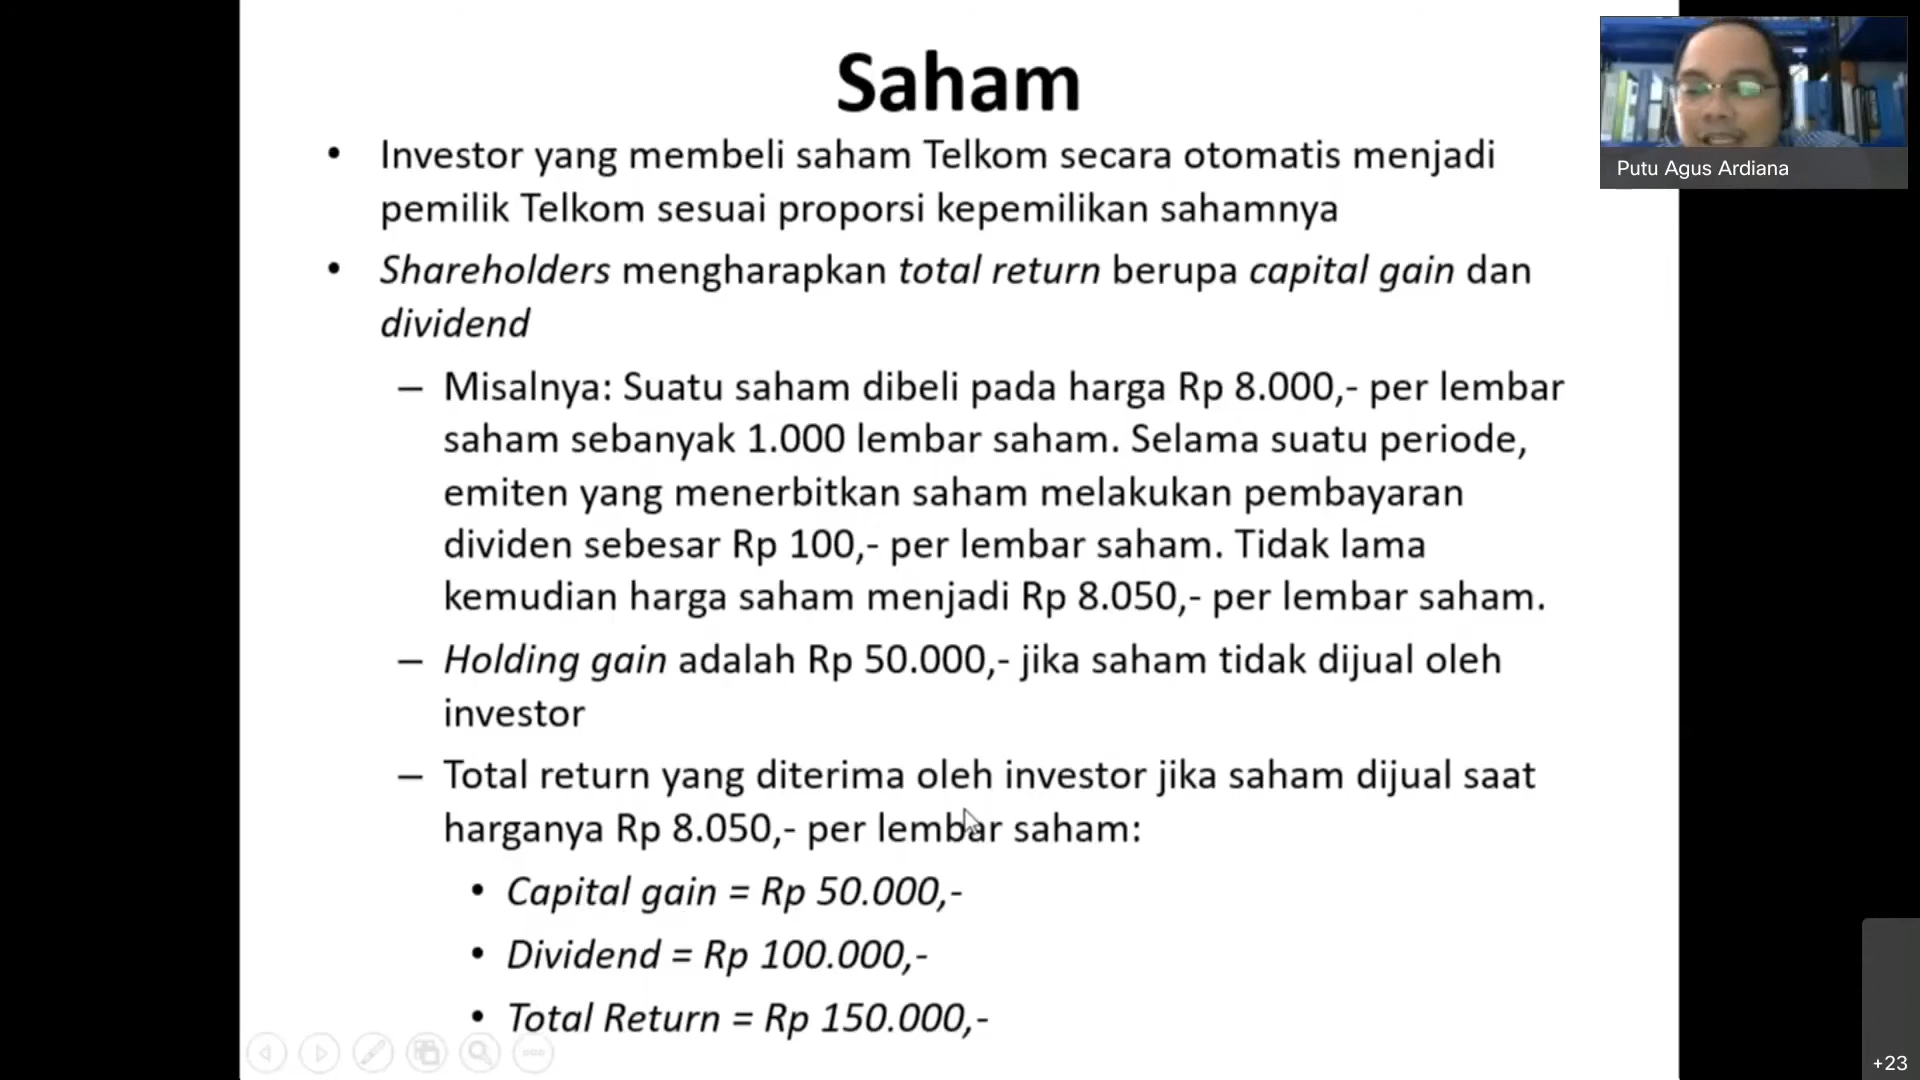 Saham
• Investor yang membeli saham Telkom secara otomatis menjadi
pemilik Telkom sesuai proporsi kepemilikan sahamnya
• Shareholders mengharapkan total return berupa capital gain dan
dividend
– Misalnya: Suatu saham dibeli pada harga Rp 8.000,- per lembar
saham sebanyak 1.000 lembar saham. Selama suatu periode,
emiten yang menerbitkan saham melakukan pembayaran
dividen sebesar Rp 100,- per lembar saham. Tidak lama
kemudian harga saham menjadi Rp 8.050,- per lembar saham.
– Holding gain adalah Rp 50.000,- jika saham tidak dijual oleh
investor
– Total return yang diterima oleh investor jika saham dijual saat
harganya Rp 8.050,- per lembar saham:
• Capital gain = Rp 50.000,-
• Dividend = Rp 100.000,-
• Total Return = Rp 150.000,-
Putu Agus Ardiana
+23